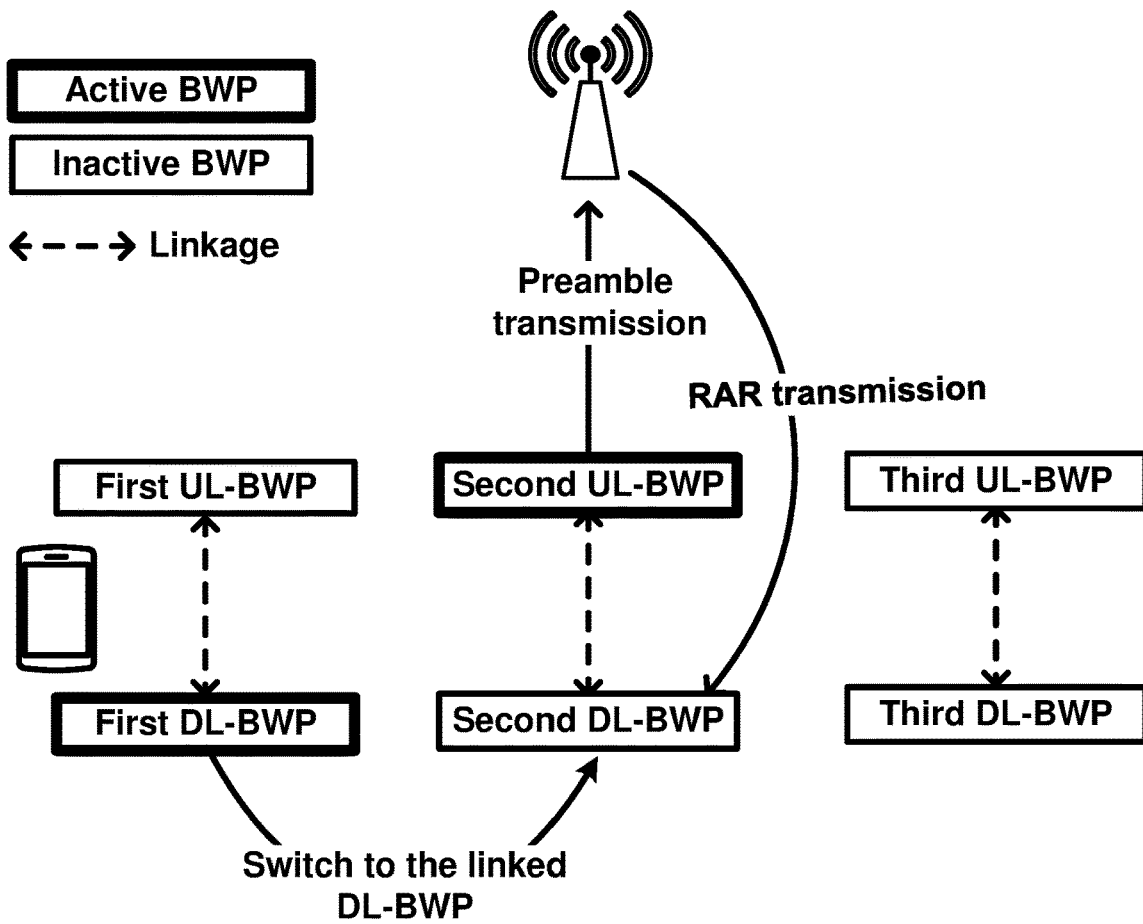 Active BWP
Inactive BWP
Linkage
Preamble
transmission
RAR transmission
First UL-BWP
Second UL-BWP
Third UL-BWP
First DL-BWP
Second DL-BWP
Third DL-BWP
Switch to the linked
DL-BWP